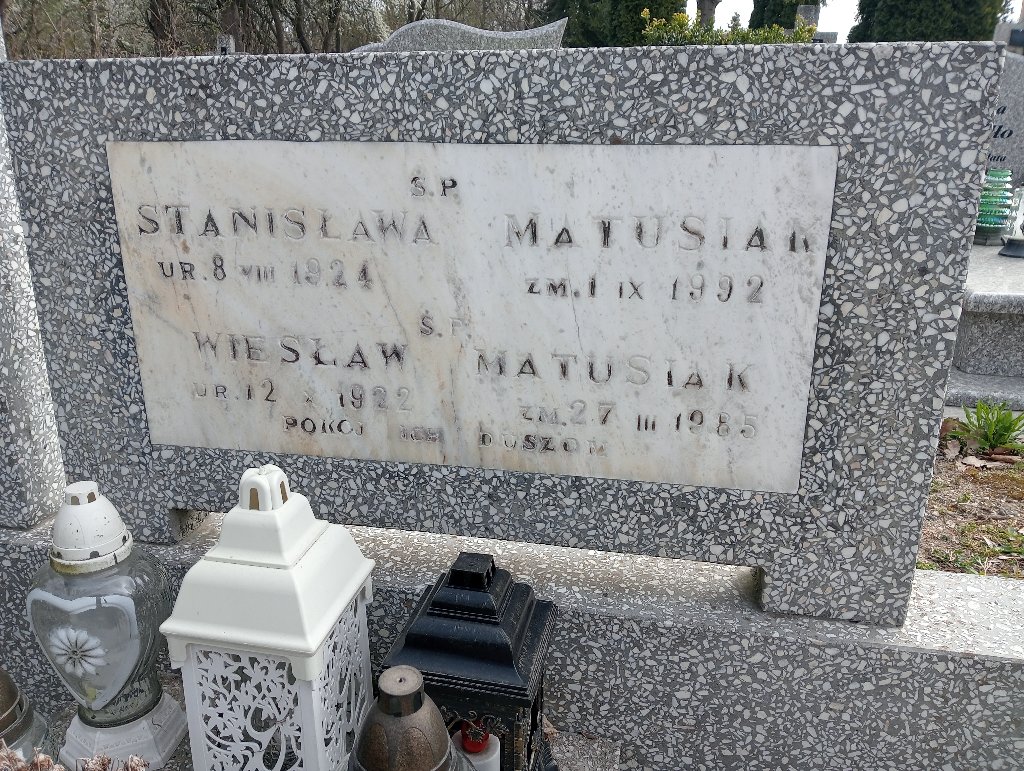 Ś.P.
STANISŁAWA MATUSIAK
UR. 8 VIII 1924 ZM. 1 IX 1992
Ś.P.
WIESŁAW MATUSIAK
UR. 12 X 1922 ZM. 27 III 1985
POKÓJ ICH DUSZOM